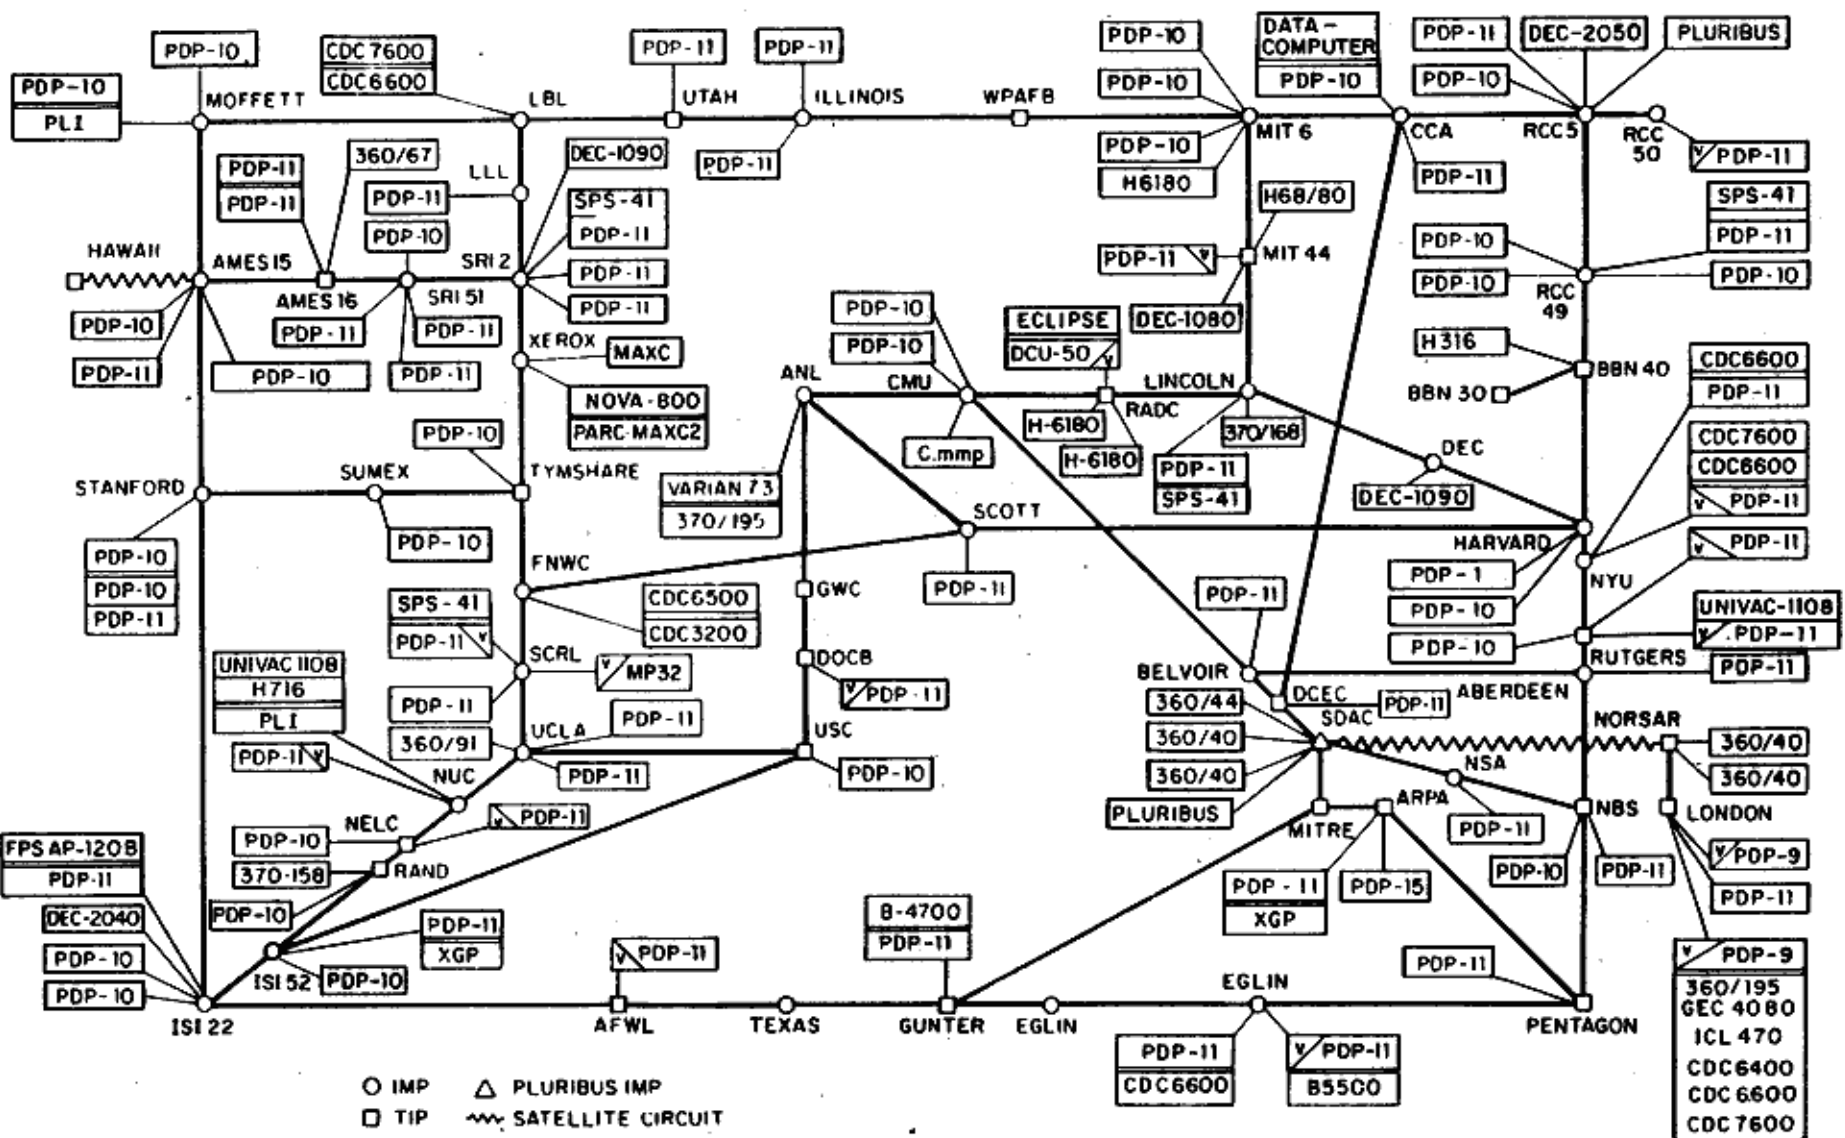 PDP-10
CDC 7600
CDC6600
PDP-11
PDP-11
PDP-10
DATA-
COMPUTER
PDP-10
PDP-11
DEC-2050
PLURIBUS
PDP-10
PLI
MOFFETT
LBL
UTAH
ILLINOIS
WPAFB
PDP-10
PDP-10
MIT 6
CCA
RCC5
RCC
50
PDP-11
360/67
DEC-1090
PDP-11
PDP-10
H6180
PDP-11
V PDP-11
PDP-11
PDP-11
LLL
PDP-11
SPS-41
PDP-11
H68/80
SPS-41
PDP-11
HAWAII
AMES15
PDP-10
SRI 2
PDP-11
PDP-11 V
MIT 44
PDP-10
PDP-10
PDP-10
AMES 16
SRI 51
PDP-11
RCC
49
PDP-10
PDP-11
PDP-11
PDP-10
ECLIPSE
DCU-50 V
DEC-1080
PDP-11
PDP-10
PDP-11
XEROX
MAXC
PDP-10
H316
CDC6600
PDP-11
ANL
CMU
RADC
LINCOLN
BBN 40
BBN 30
NOVA-800
PARC-MAXC2
PDP-10
C.mmp
H-6180
H-6180
370/168
DEC
CDC7600
CDC6600
V PDP-11
STANFORD
SUMEX
TYMSHARE
VARIAN 73
370/195
PDP-11
SPS-41
DEC-1090
SCOTT
PDP-10
PDP-10
PDP-10
PDP-11
HARVARD
V PDP-11
FNWC
PDP-11
PDP-1
NYU
SPS-41
PDP-11 V
CDC6500
CDC3200
GWC
PDP-11
PDP-10
UNIVAC-1108
V PDP-11
SCRL
V MP32
DOCB
PDP-10
RUTGERS
UNIVAC 1108
H716
PLI
PDP-11
V PDP-11
BELVOIR
ABERDEEN
PDP-11
360/44
DCEC
PDP-11
UCLA
PDP-11
USC
SDAC
NORSAR
360/91
360/40
360/40
PDP-11 V
NUC
PDP-11
PDP-10
360/40
NSA
360/40
PLURIBUS
MITRE
ARPA
PDP-11
NBS
LONDON
NELC
V PDP-11
PDP-10
FPS AP-120B
PDP-11
370-158
RAND
PDP-11
XGP
PDP-15
PDP-10
PDP-11
V PDP-9
PDP-11
DEC-2040
PDP-10
PDP-11
XGP
B-4700
PDP-11
PDP-10
V PDP-11
PDP-11
V PDP-9
360/195
GEC 4080
ICL 470
CDC6400
CDC6600
CDC7600
PDP-10
ISI 52
PDP-10
EGLIN
ISI 22
AFWL
TEXAS
GUNTER
EGLIN
PENTAGON
PDP-11
CDC6600
V PDP-11
B5500
IMP
PLURIBUS IMP
TIP
SATELLITE CIRCUIT